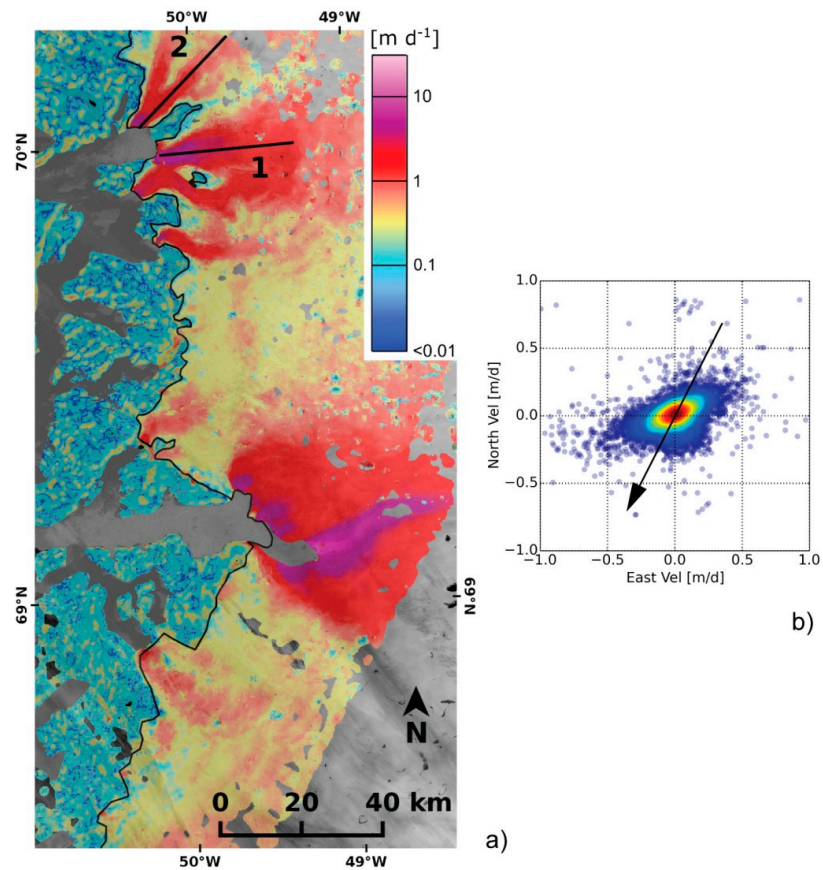 50°W 49°W
[m d⁻¹]
10
1
0.1
<0.01
2
1
70°N
69°N
69°N
N
0 20 40 km
50°W 49°W
a)
1.0
0.5
0.0
−0.5
−1.0
North Vel [m/d]
−1.0 −0.5 0.0 0.5 1.0
East Vel [m/d]
b)